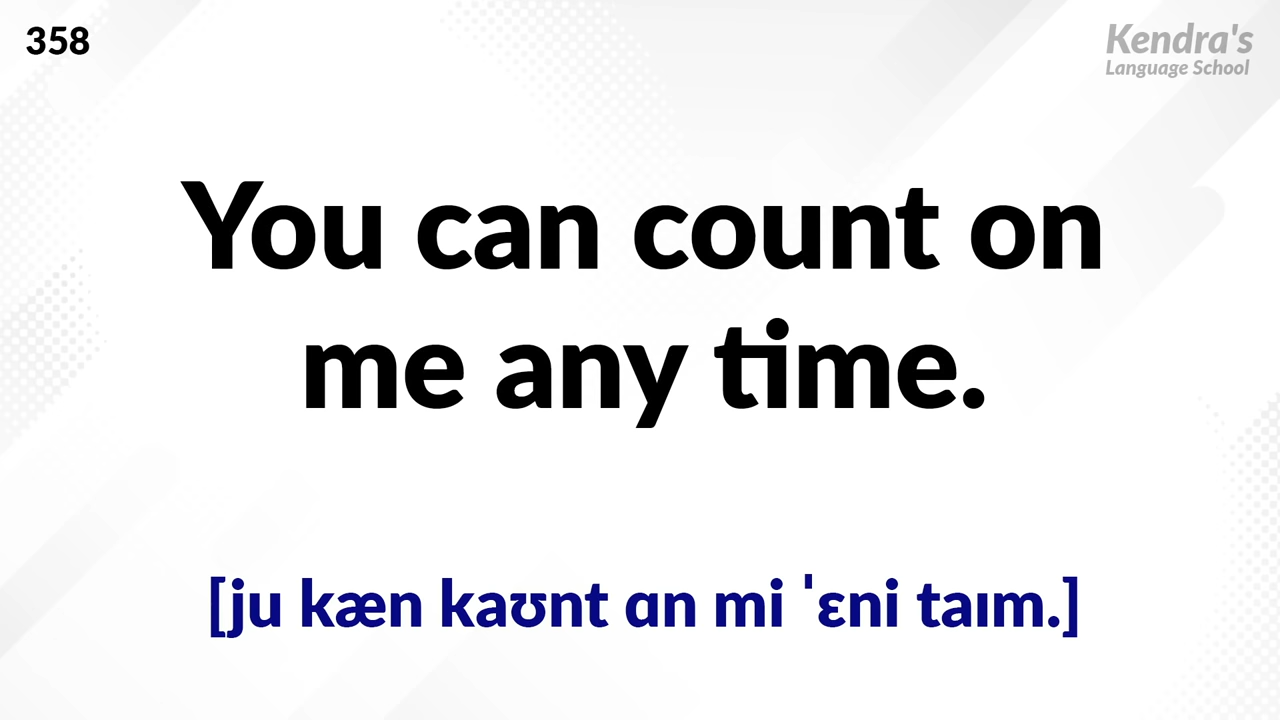 358
Kendra's
Language School
You can count on
me any time.
[ju kæn kaʊnt ɑn mi ˈɛni taɪm.]